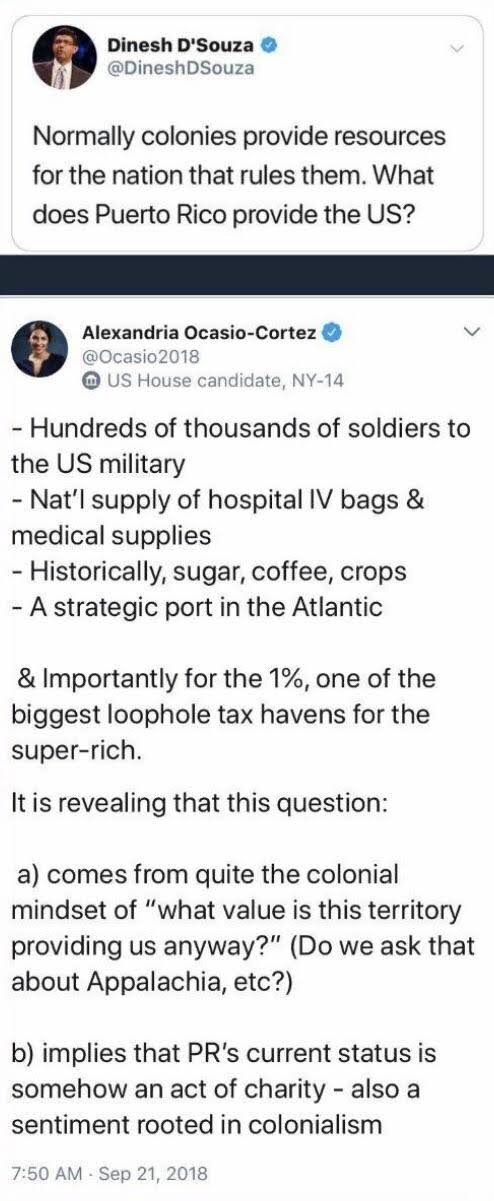 Dinesh D'Souza
@DineshDSouza
Normally colonies provide resources
for the nation that rules them. What
does Puerto Rico provide the US?
Alexandria Ocasio-Cortez
@Ocasio2018
US House candidate, NY-14
- Hundreds of thousands of soldiers to
the US military
- Nat'l supply of hospital IV bags &
medical supplies
- Historically, sugar, coffee, crops
- A strategic port in the Atlantic
& Importantly for the 1%, one of the
biggest loophole tax havens for the
super-rich.
It is revealing that this question:
a) comes from quite the colonial
mindset of "what value is this territory
providing us anyway?" (Do we ask that
about Appalachia, etc?)
b) implies that PR's current status is
somehow an act of charity - also a
sentiment rooted in colonialism
7:50 AM · Sep 21, 2018